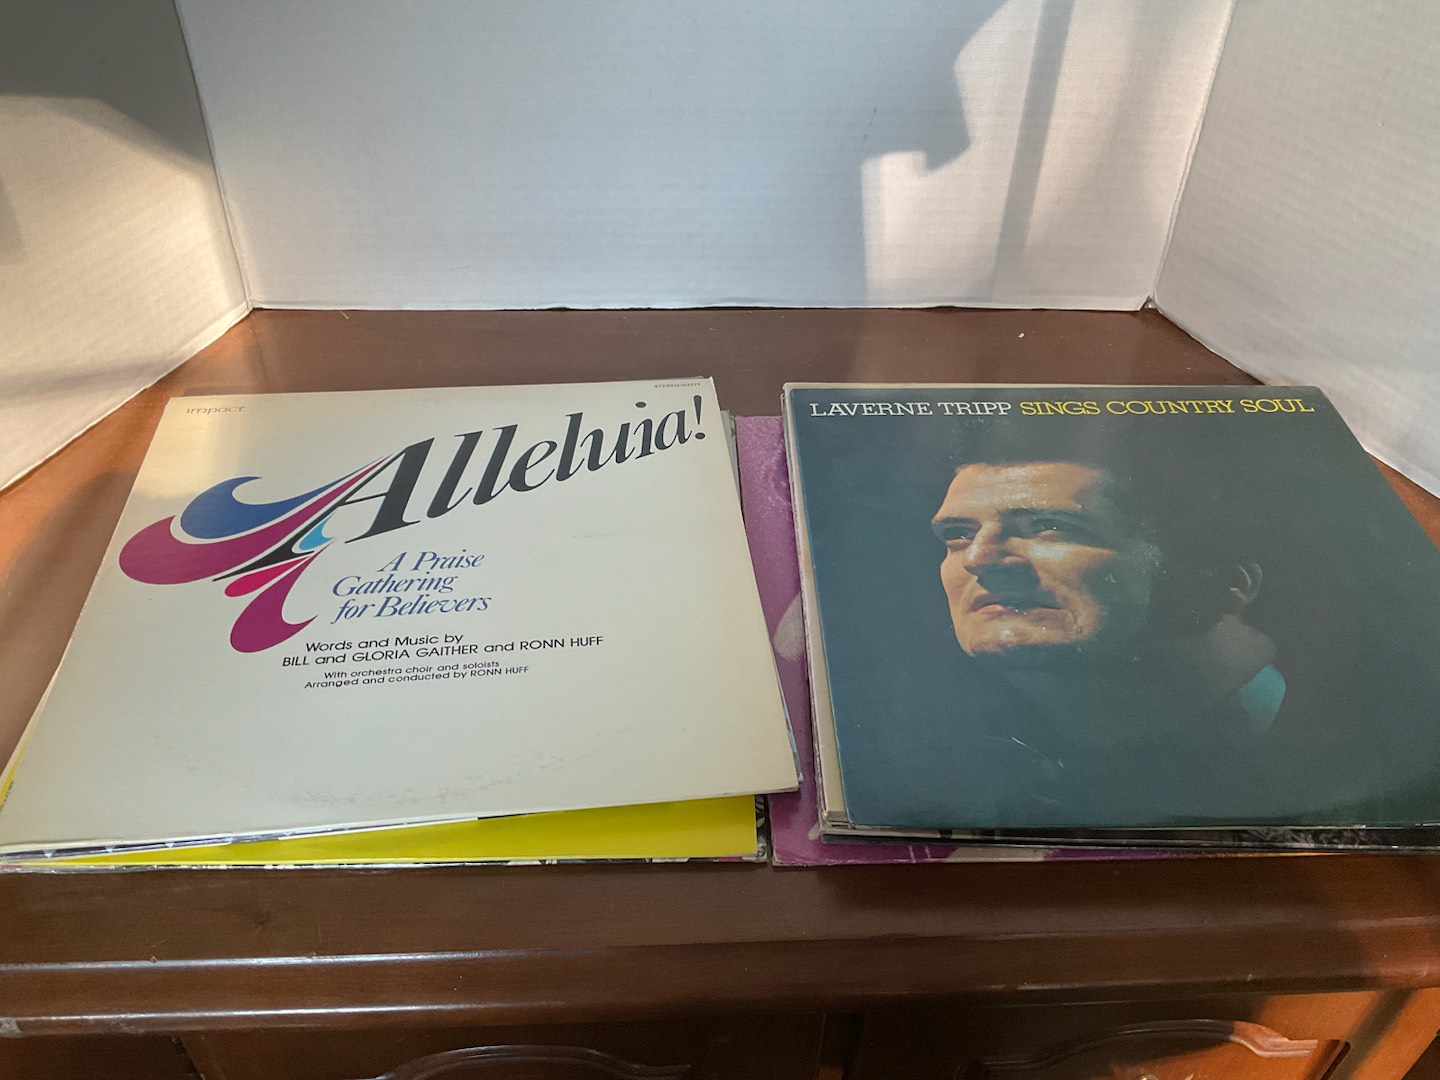 impact
Alleluia!
A Praise
Gathering
for Believers
Words and Music by
BILL and GLORIA GAITHER and RONN HUFF
With orchestra choir and soloists
Arranged and conducted by RONN HUFF
LAVERNE TRIPP SINGS COUNTRY SOUL